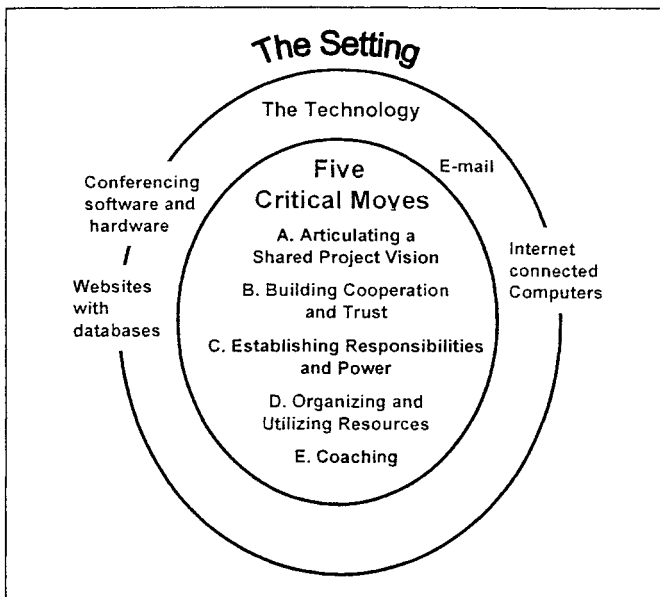 The Setting
The Technology
E-mail
Conferencing
software and
hardware
Websites
with
databases
Internet
connected
Computers
Five
Critical Moves
A. Articulating a
Shared Project Vision
B. Building Cooperation
and Trust
C. Establishing Responsibilities
and Power
D. Organizing and
Utilizing Resources
E. Coaching